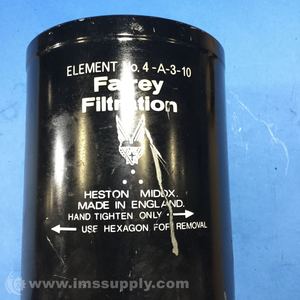 ELEMENT No. 4-A-3-10
Fairey
Filtration
HESTON MIDDX.
MADE IN ENGLAND.
HAND TIGHTEN ONLY
USE HEXAGON FOR REMOVAL
© www.imssupply.com